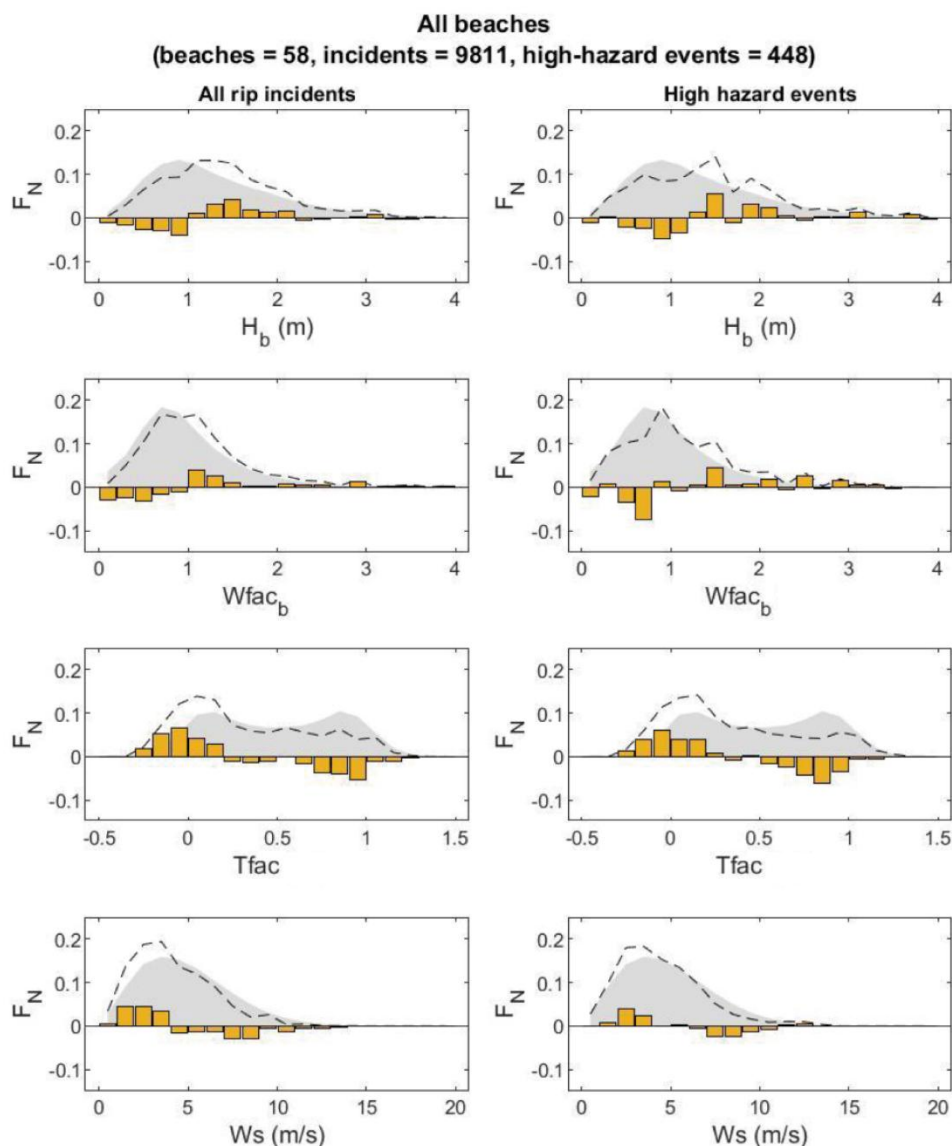 All beaches
(beaches = 58, incidents = 9811, high-hazard events = 448)
All rip incidents
High hazard events
F_N
0.2
0.1
0
-0.1
0 1 2 3 4
H_b (m)
F_N
0.2
0.1
0
-0.1
0 1 2 3 4
H_b (m)
F_N
0.2
0.1
0
-0.1
0 1 2 3 4
Wfac_b
F_N
0.2
0.1
0
-0.1
0 1 2 3 4
Wfac_b
F_N
0.2
0.1
0
-0.1
-0.5 0 0.5 1 1.5
Tfac
F_N
0.2
0.1
0
-0.1
-0.5 0 0.5 1 1.5
Tfac
F_N
0.2
0.1
0
-0.1
0 5 10 15 20
Ws (m/s)
F_N
0.2
0.1
0
-0.1
0 5 10 15 20
Ws (m/s)